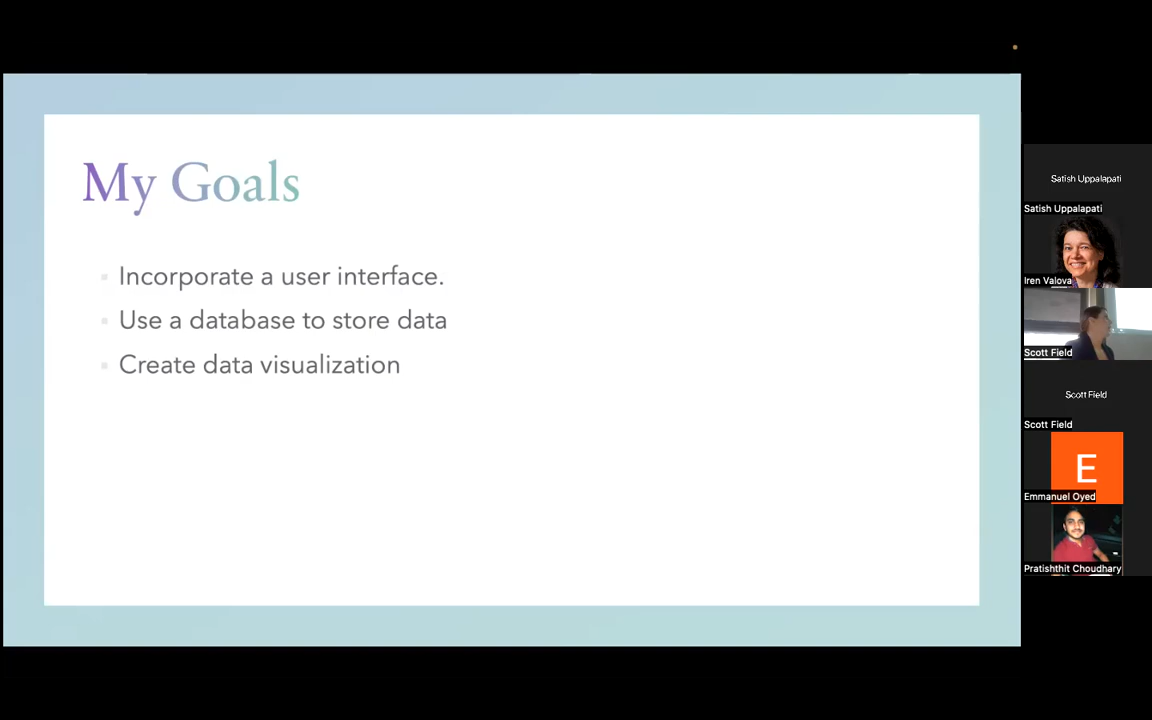 My Goals
Incorporate a user interface.
Use a database to store data
Create data visualization
Satish Uppalapati
Satish Uppalapati
Iren Valova
Scott Field
Scott Field
Scott Field
E
Emmanuel Oyed
Pratishthit Choudhary